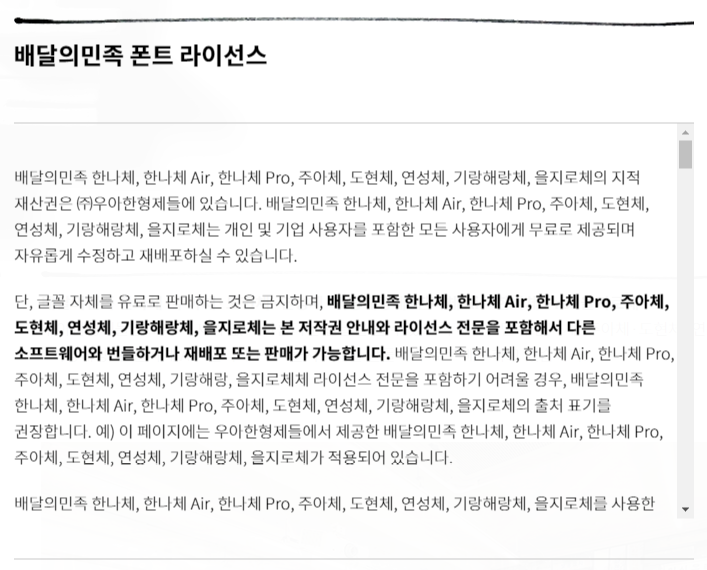 배달의민족 폰트 라이선스
배달의민족 한나체, 한나체 Air, 한나체 Pro, 주아체, 도현체, 연성체, 기랑해랑체, 을지로체의 지적
재산권은 ㈜우아한형제들에 있습니다. 배달의민족 한나체, 한나체 Air, 한나체 Pro, 주아체, 도현체,
연성체, 기랑해랑체, 을지로체는 개인 및 기업 사용자를 포함한 모든 사용자에게 무료로 제공되며
자유롭게 수정하고 재배포하실 수 있습니다.
단, 글꼴 자체를 유료로 판매하는 것은 금지하며, 배달의민족 한나체, 한나체 Air, 한나체 Pro, 주아체,
도현체, 연성체, 기랑해랑체, 을지로체는 본 저작권 안내와 라이선스 전문을 포함해서 다른
소프트웨어와 번들하거나 재배포 또는 판매가 가능합니다. 배달의민족 한나체, 한나체 Air, 한나체 Pro,
주아체, 도현체, 연성체, 기랑해랑, 을지로체체 라이선스 전문을 포함하기 어려울 경우, 배달의민족
한나체, 한나체 Air, 한나체 Pro, 주아체, 도현체, 연성체, 기랑해랑체, 을지로체의 출처 표기를
권장합니다. 예) 이 페이지에는 우아한형제들에서 제공한 배달의민족 한나체, 한나체 Air, 한나체 Pro,
주아체, 도현체, 연성체, 기랑해랑체, 을지로체가 적용되어 있습니다.
배달의민족 한나체, 한나체 Air, 한나체 Pro, 주아체, 도현체, 연성체, 기랑해랑체, 을지로체를 사용한